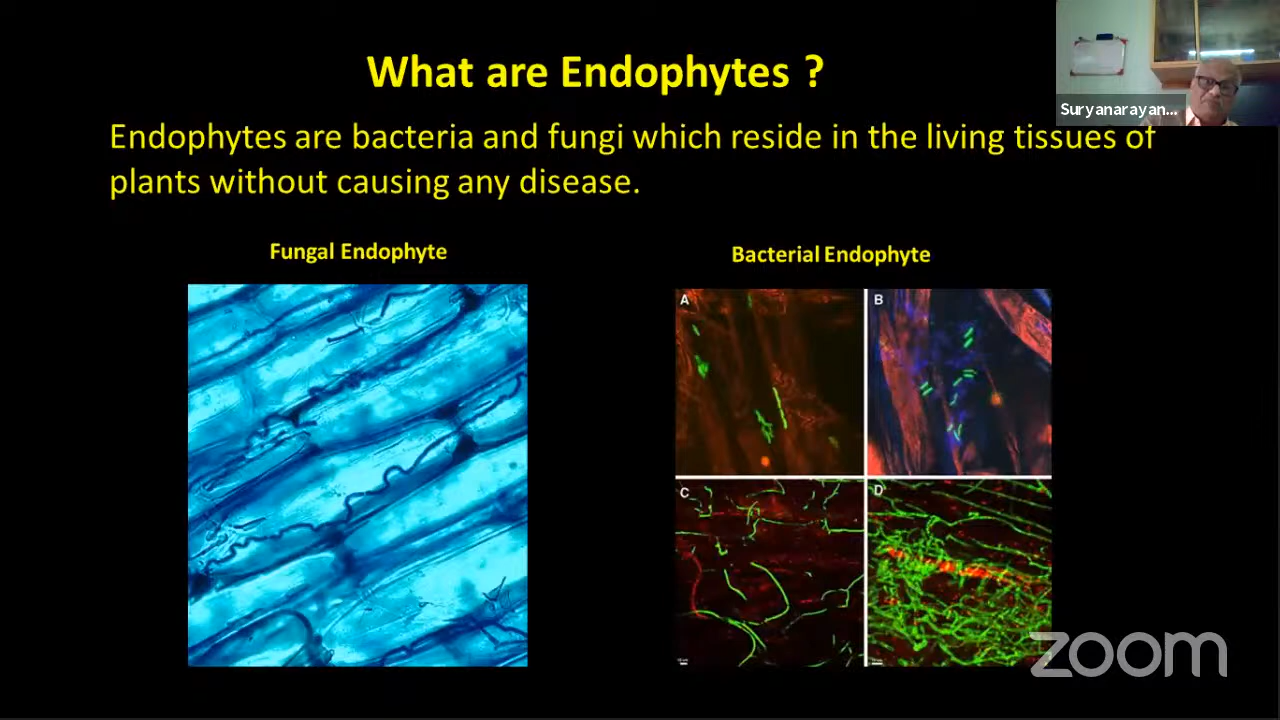 What are Endophytes ?
Suryanarayan...
Endophytes are bacteria and fungi which reside in the living tissues of
plants without causing any disease.
Fungal Endophyte
Bacterial Endophyte
A
B
C
D
zoom